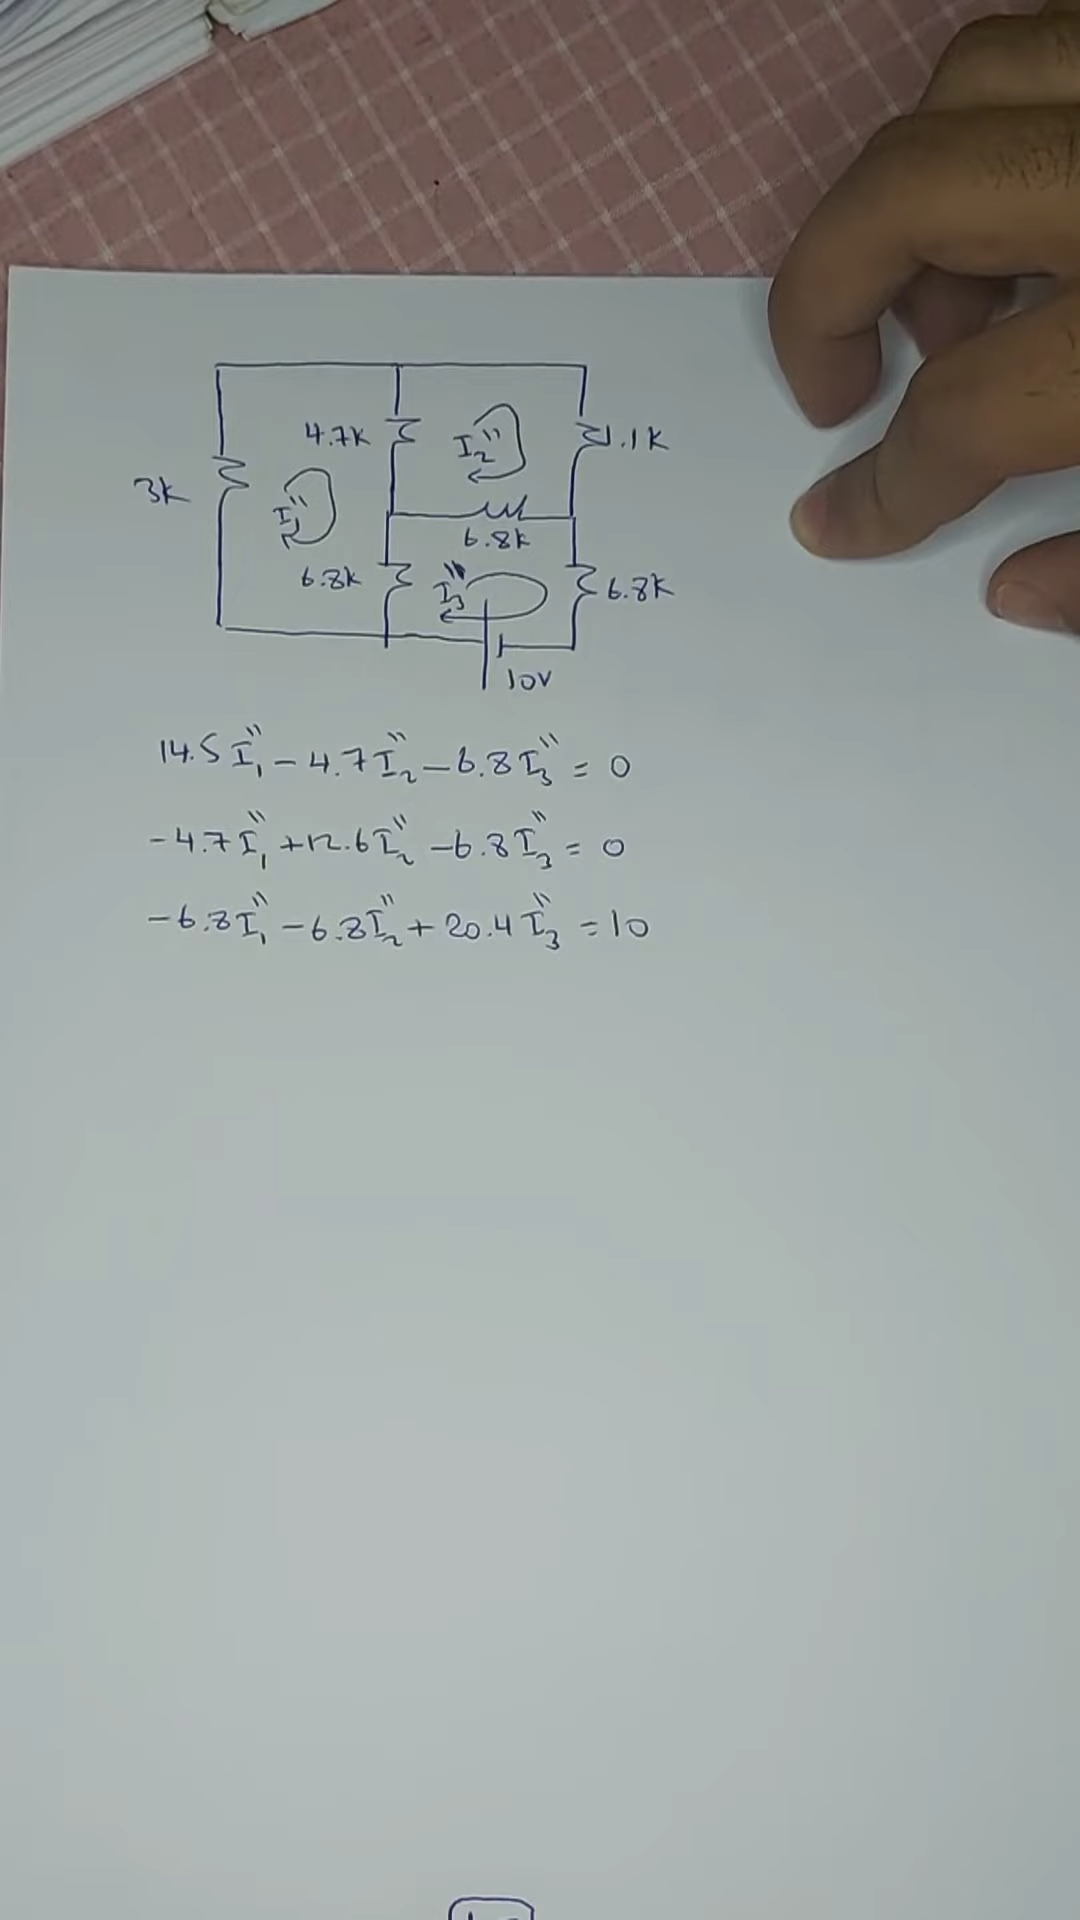 4.7K I₂" 1.1K
3K I₁" 6.8K
6.8K I₃" 6.8K
10V
14.5 I₁" - 4.7 I₂" - 6.8 I₃" = 0
-4.7 I₁" + 12.6 I₂" - 6.8 I₃" = 0
-6.8 I₁" - 6.8 I₂" + 20.4 I₃" = 10